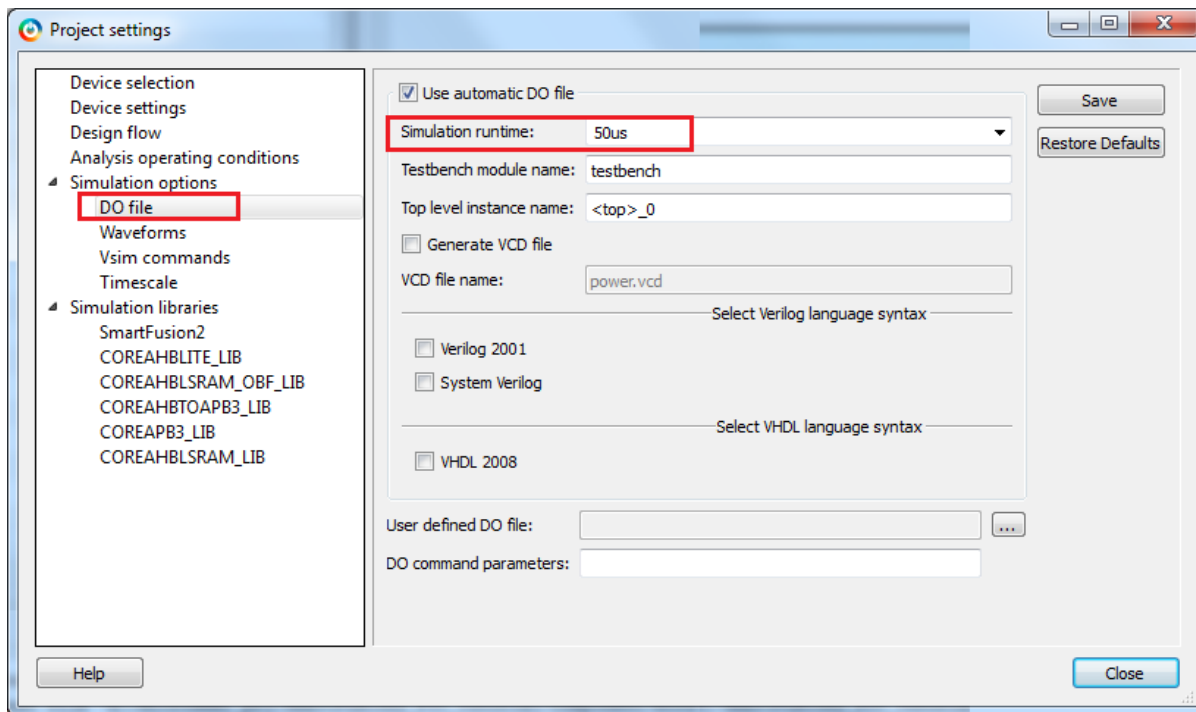 Project settings
Device selection
Device settings
Design flow
Analysis operating conditions
Simulation options
DO file
Waveforms
Vsim commands
Timescale
Simulation libraries
SmartFusion2
COREAHBLITE_LIB
COREAHBLSRAM_OBF_LIB
COREAHBTOAPB3_LIB
COREAPB3_LIB
COREAHBLSRAM_LIB
Use automatic DO file
Simulation runtime: 50us
Testbench module name: testbench
Top level instance name: <top>_0
Generate VCD file
VCD file name: power.vcd
Select Verilog language syntax
Verilog 2001
System Verilog
Select VHDL language syntax
VHDL 2008
User defined DO file: ...
DO command parameters:
Save
Restore Defaults
Help
Close